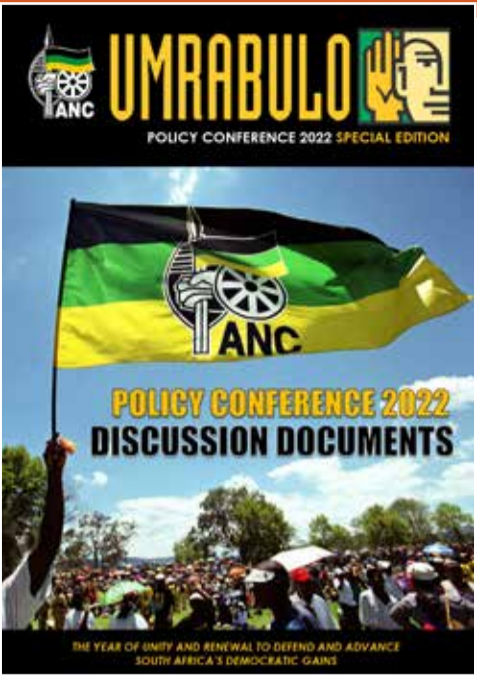 ANC
UMRABULO
POLICY CONFERENCE 2022 SPECIAL EDITION
ANC
POLICY CONFERENCE 2022
DISCUSSION DOCUMENTS
THE YEAR OF UNITY AND RENEWAL TO DEFEND AND ADVANCE
SOUTH AFRICA'S DEMOCRATIC GAINS